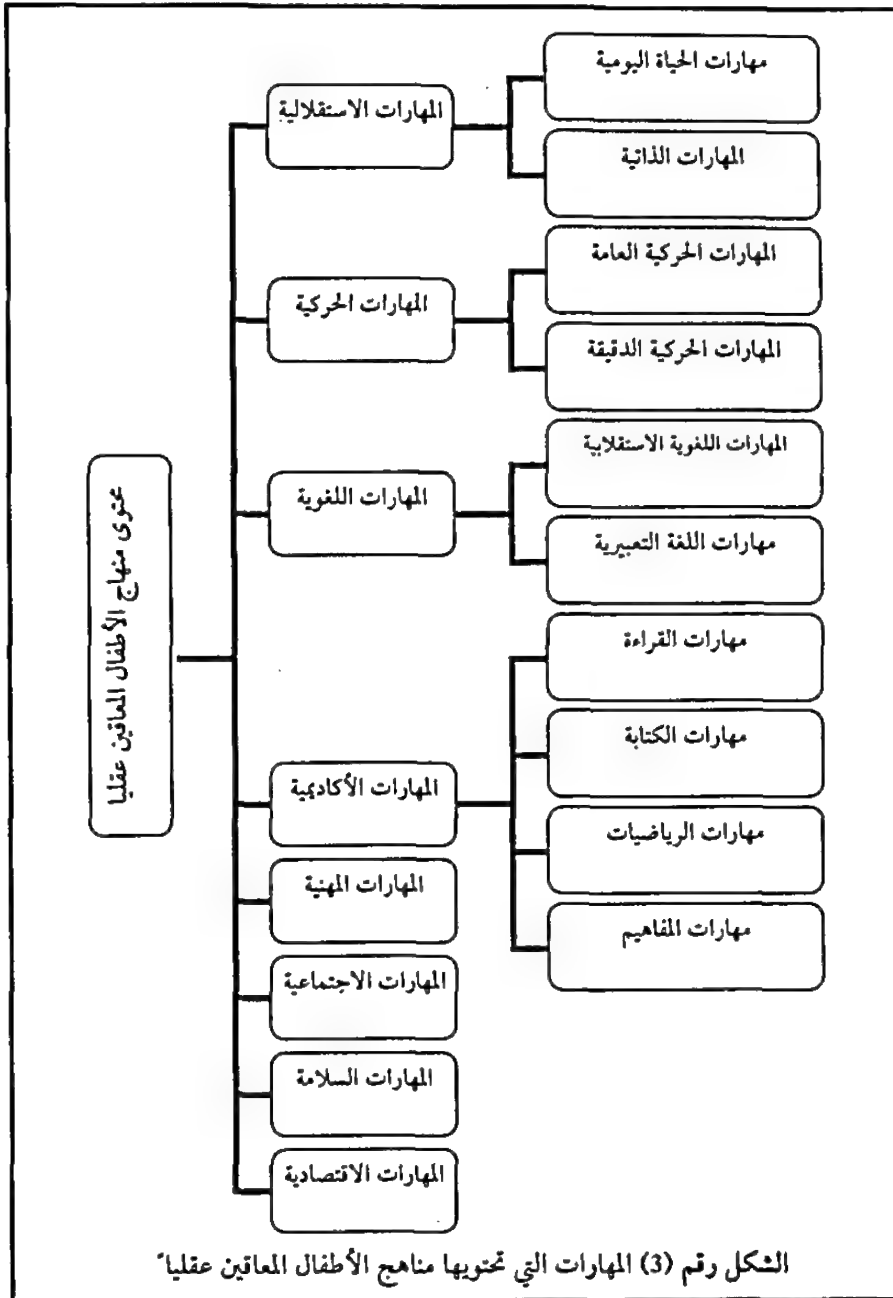 محتوى منهاج الأطفال المعاقين عقليا
المهارات الاستقلالية
مهارات الحياة اليومية
المهارات الذاتية
المهارات الحركية
المهارات الحركية العامة
المهارات الحركية الدقيقة
المهارات اللغوية
المهارات اللغوية الاستقلابية
مهارات اللغة التعبيرية
المهارات الأكاديمية
مهارات القراءة
مهارات الكتابة
مهارات الرياضيات
مهارات المفاهيم
المهارات المهنية
المهارات الاجتماعية
المهارات السلامة
المهارات الاقتصادية
الشكل رقم (3) المهارات التي تحتويها مناهج الأطفال المعاقين عقلياً